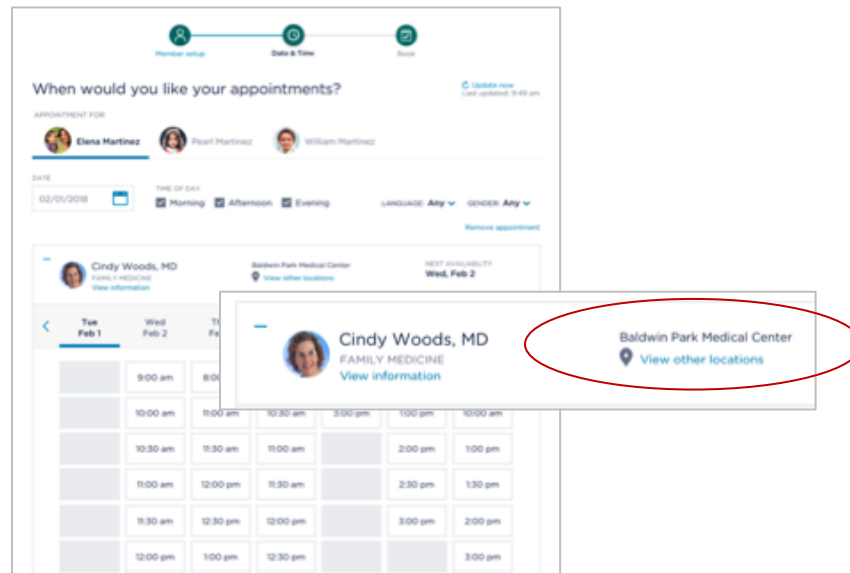 Member setup
Date & Time
Book
When would you like your appointments?
Update now
Last updated: 9:49 am
APPOINTMENT FOR
Elena Martinez
Pearl Martinez
William Martinez
DATE
TIME OF DAY
02/01/2018
Morning
Afternoon
Evening
LANGUAGE: Any
GENDER: Any
Remove appointment
Cindy Woods, MD
FAMILY MEDICINE
View information
Baldwin Park Medical Center
View other locations
NEXT AVAILABILITY
Wed, Feb 2
Tue
Feb 1
Wed
Feb 2
Cindy Woods, MD
FAMILY MEDICINE
View information
Baldwin Park Medical Center
View other locations
9:00 am
10:00 am 11:00 am 10:30 am 3:00 pm 1:00 pm 10:00 am
10:30 am 11:30 am 11:00 am 2:00 pm 1:00 pm
11:00 am 12:00 pm 11:30 am 2:30 pm 1:30 pm
11:30 am 12:30 pm 12:00 pm 3:00 pm 2:00 pm
12:00 pm 1:00 pm 12:30 pm 3:00 pm